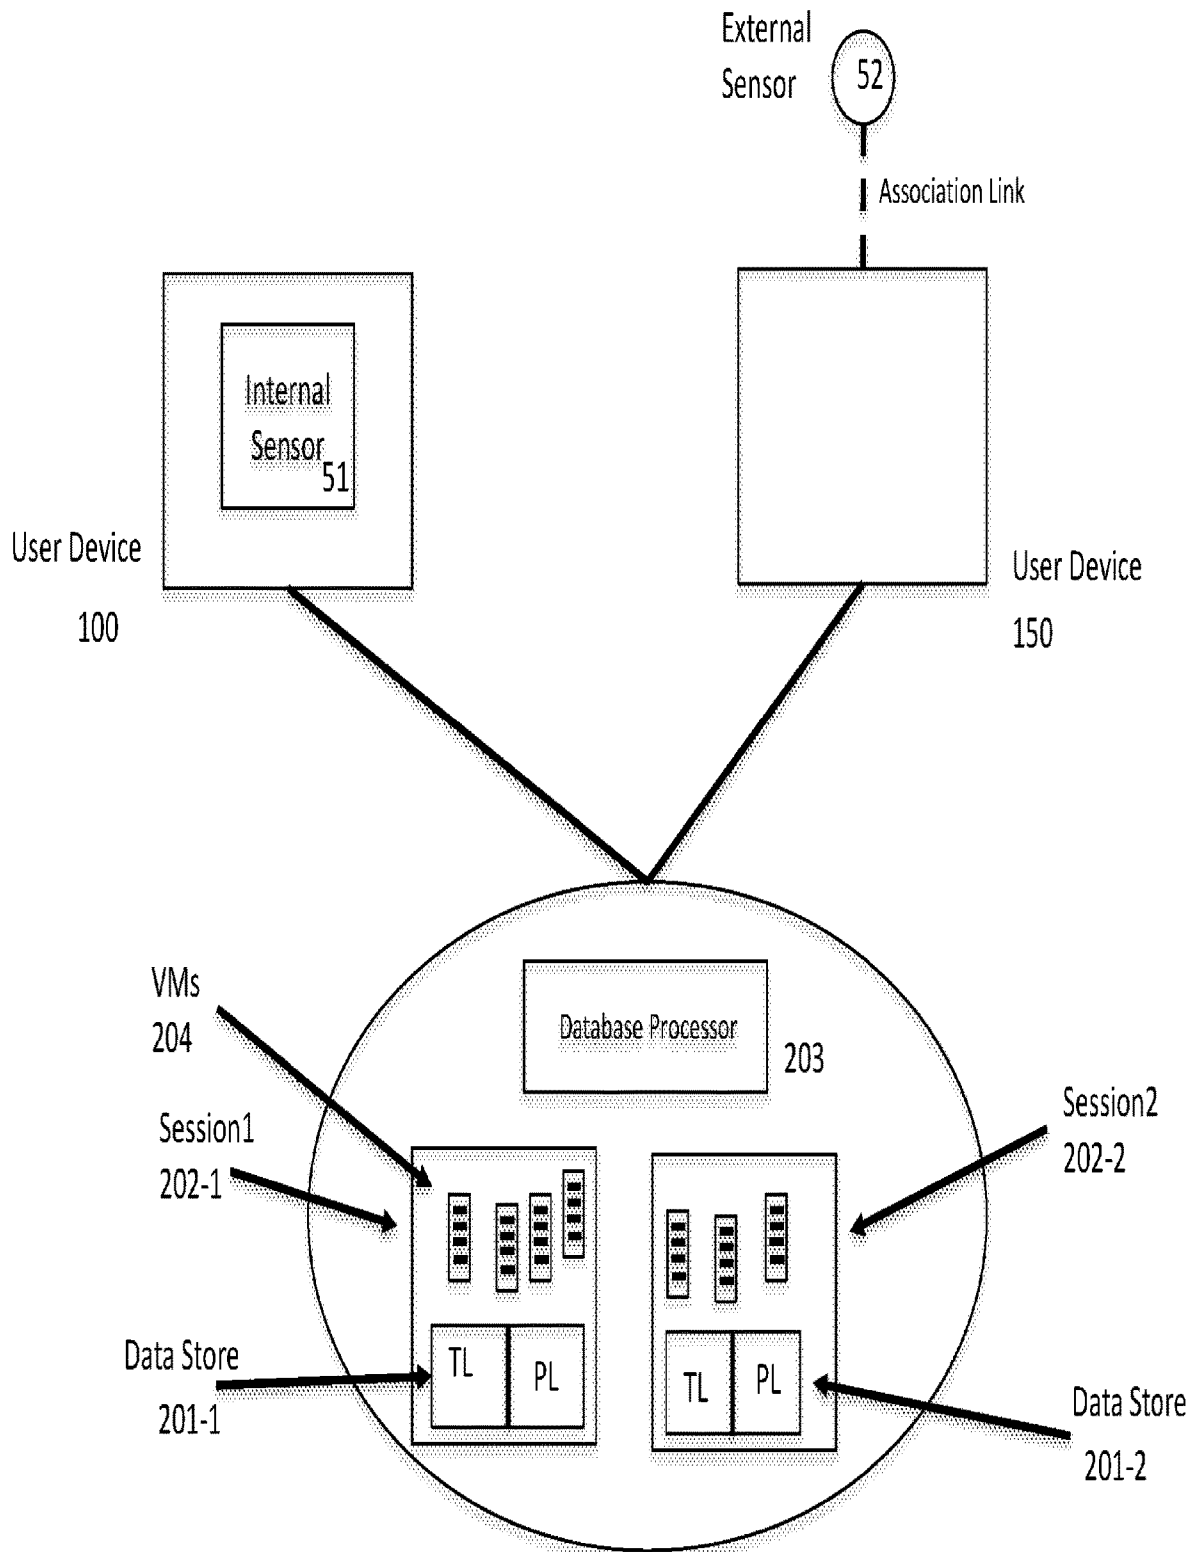 External
Sensor
52
Association Link
Internal
Sensor
51
User Device
100
User Device
150
VMs
204
Database Processor
203
Session1
202-1
Session2
202-2
TL
PL
TL
PL
Data Store
201-1
Data Store
201-2